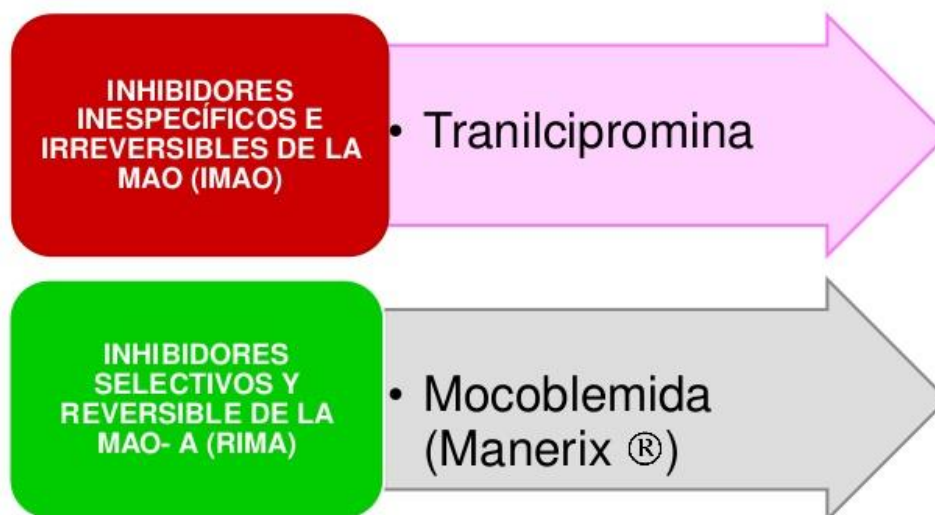 INHIBIDORES
INESPECÍFICOS E
IRREVERSIBLES DE LA
MAO (IMAO)
• Tranilcipromina
INHIBIDORES
SELECTIVOS Y
REVERSIBLE DE LA
MAO- A (RIMA)
• Mocoblemida
(Manerix ®)